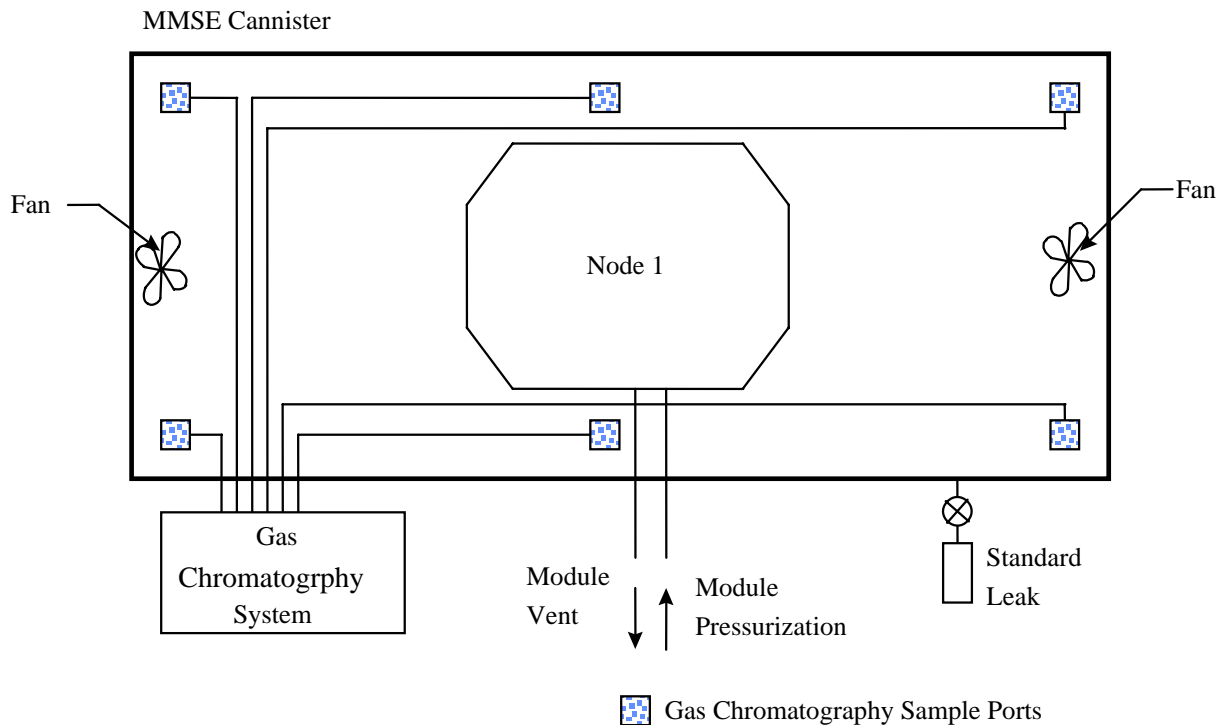 MMSE Cannister
Fan
Fan
Node 1
Gas
Chromatogrphy
System
Module
Vent
Module
Pressurization
Standard
Leak
Gas Chromatography Sample Ports